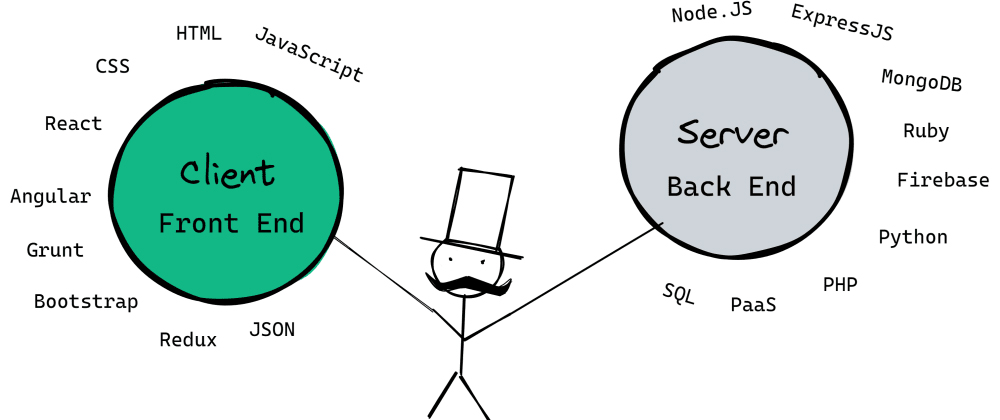 HTML
JavaScript
CSS
React
Angular
Grunt
Bootstrap
Redux
JSON
Client
Front End
Node.JS
ExpressJS
MongoDB
Ruby
Firebase
Python
PHP
PaaS
SQL
Server
Back End